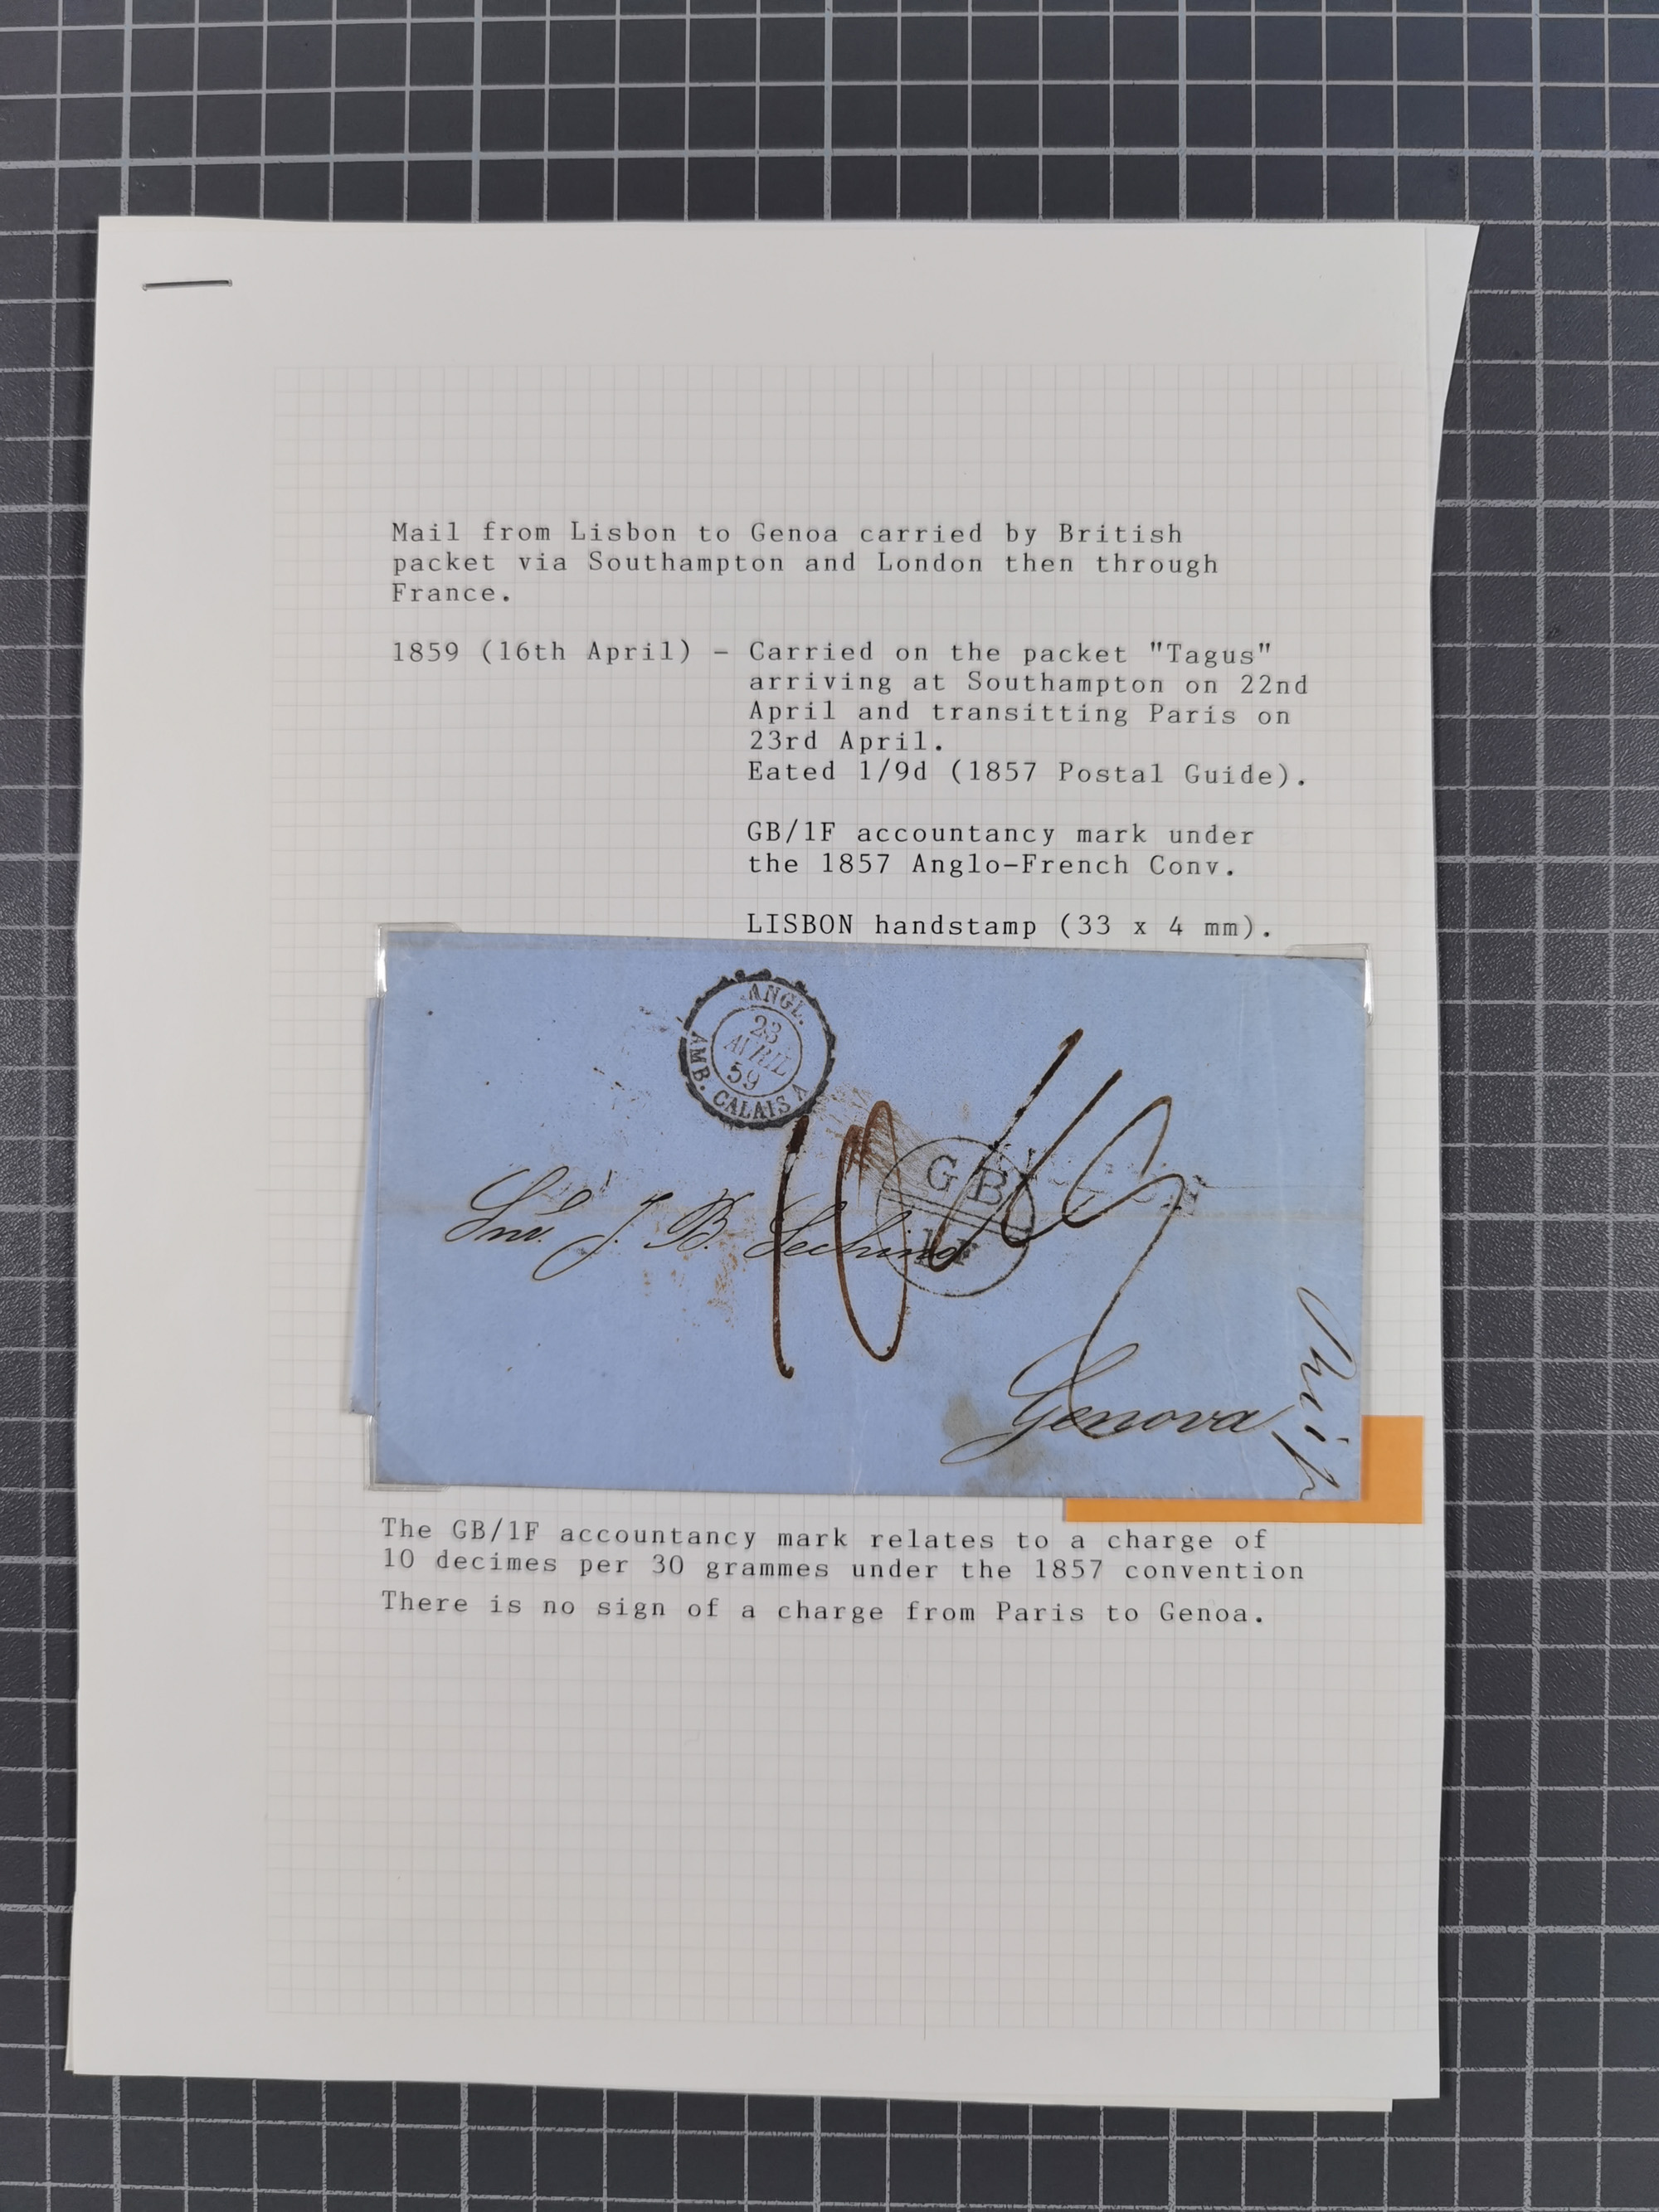 Mail from Lisbon to Genoa carried by British
packet via Southampton and London then through
France.
1859 (16th April) – Carried on the packet "Tagus"
arriving at Southampton on 22nd
April and transitting Paris on
23rd April.
Eated 1/9d (1857 Postal Guide).
GB/1F accountancy mark under
the 1857 Anglo-French Conv.
LISBON handstamp (33 x 4 mm).
ANGL.
23
AVRIL
59
AMB. CALAIS A
10
GB
J. B.
Genova
The GB/1F accountancy mark relates to a charge of
10 decimes per 30 grammes under the 1857 convention
There is no sign of a charge from Paris to Genoa.